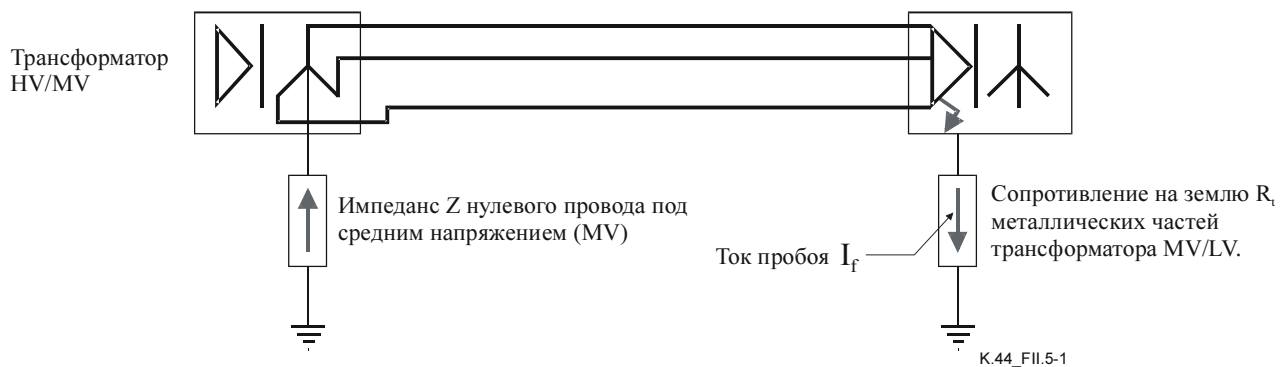 Трансформатор
HV/MV
Импеданс Z нулевого провода под
средним напряжением (MV)
Ток пробоя I_f
Сопротивление на землю R_t
металлических частей
трансформатора MV/LV.
K.44_FII.5-1